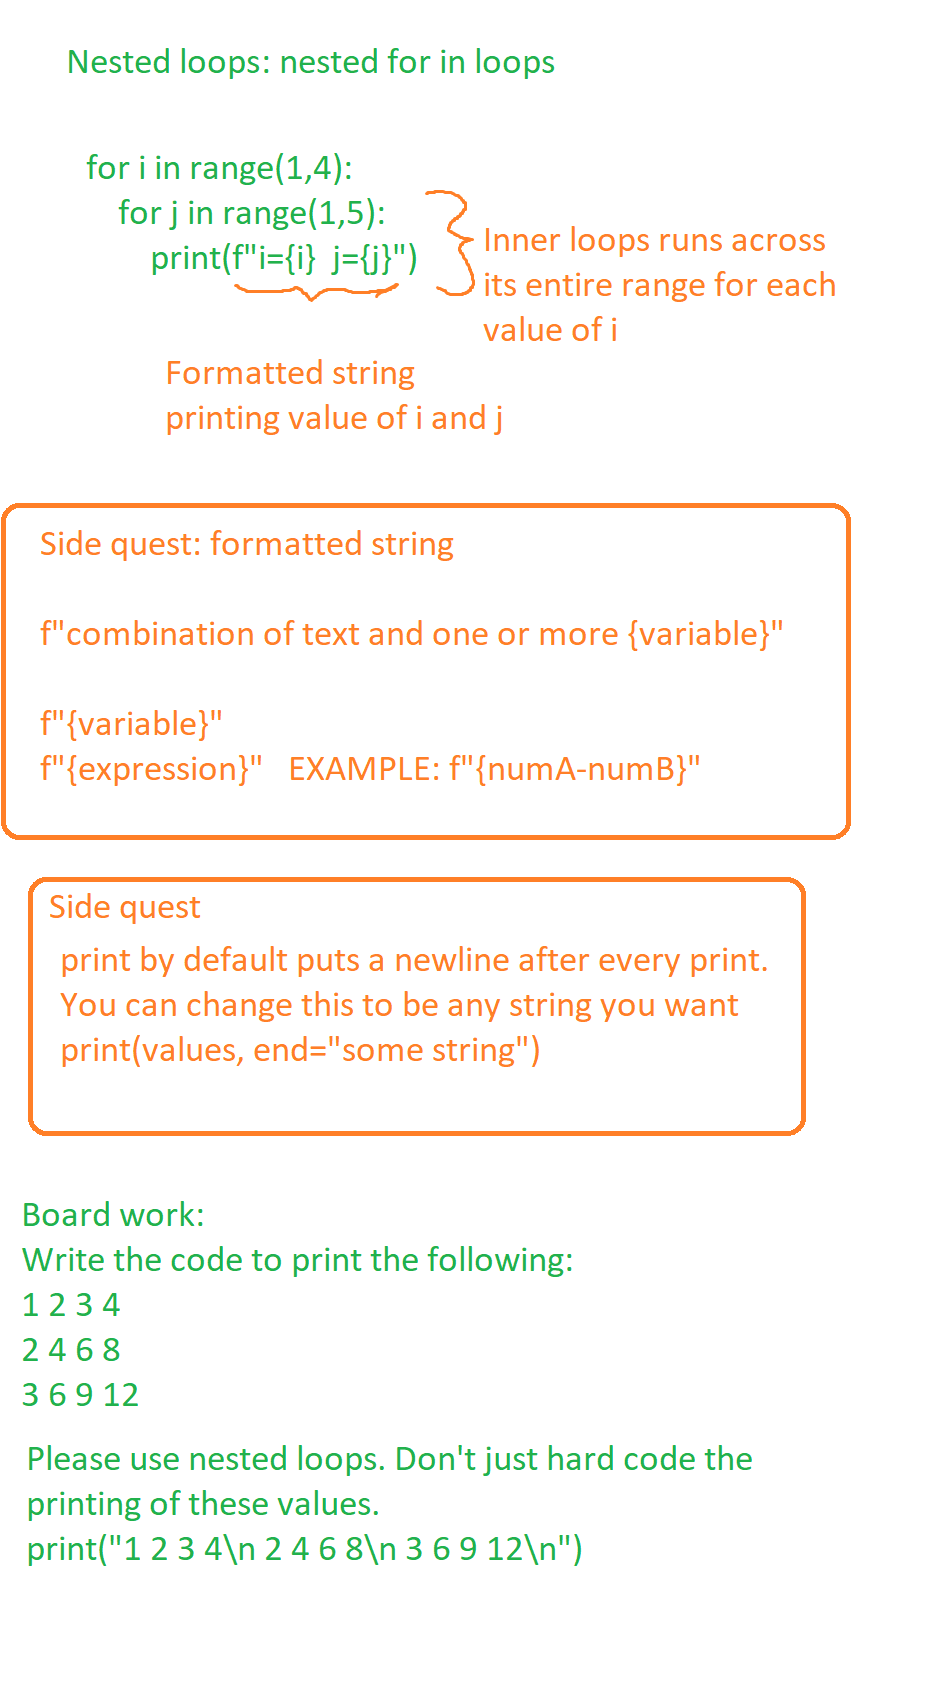 Nested loops: nested for in loops
for i in range(1,4):
for j in range(1,5):
print(f"i={i}  j={j}")
Inner loops runs across
its entire range for each
value of i
Formatted string
printing value of i and j
Side quest: formatted string
f"combination of text and one or more {variable}"
f"{variable}"
f"{expression}"   EXAMPLE: f"{numA-numB}"
Side quest
print by default puts a newline after every print.
You can change this to be any string you want
print(values, end="some string")
Board work:
Write the code to print the following:
1 2 3 4
2 4 6 8
3 6 9 12
Please use nested loops. Don't just hard code the
printing of these values.
print("1 2 3 4\n 2 4 6 8\n 3 6 9 12\n")